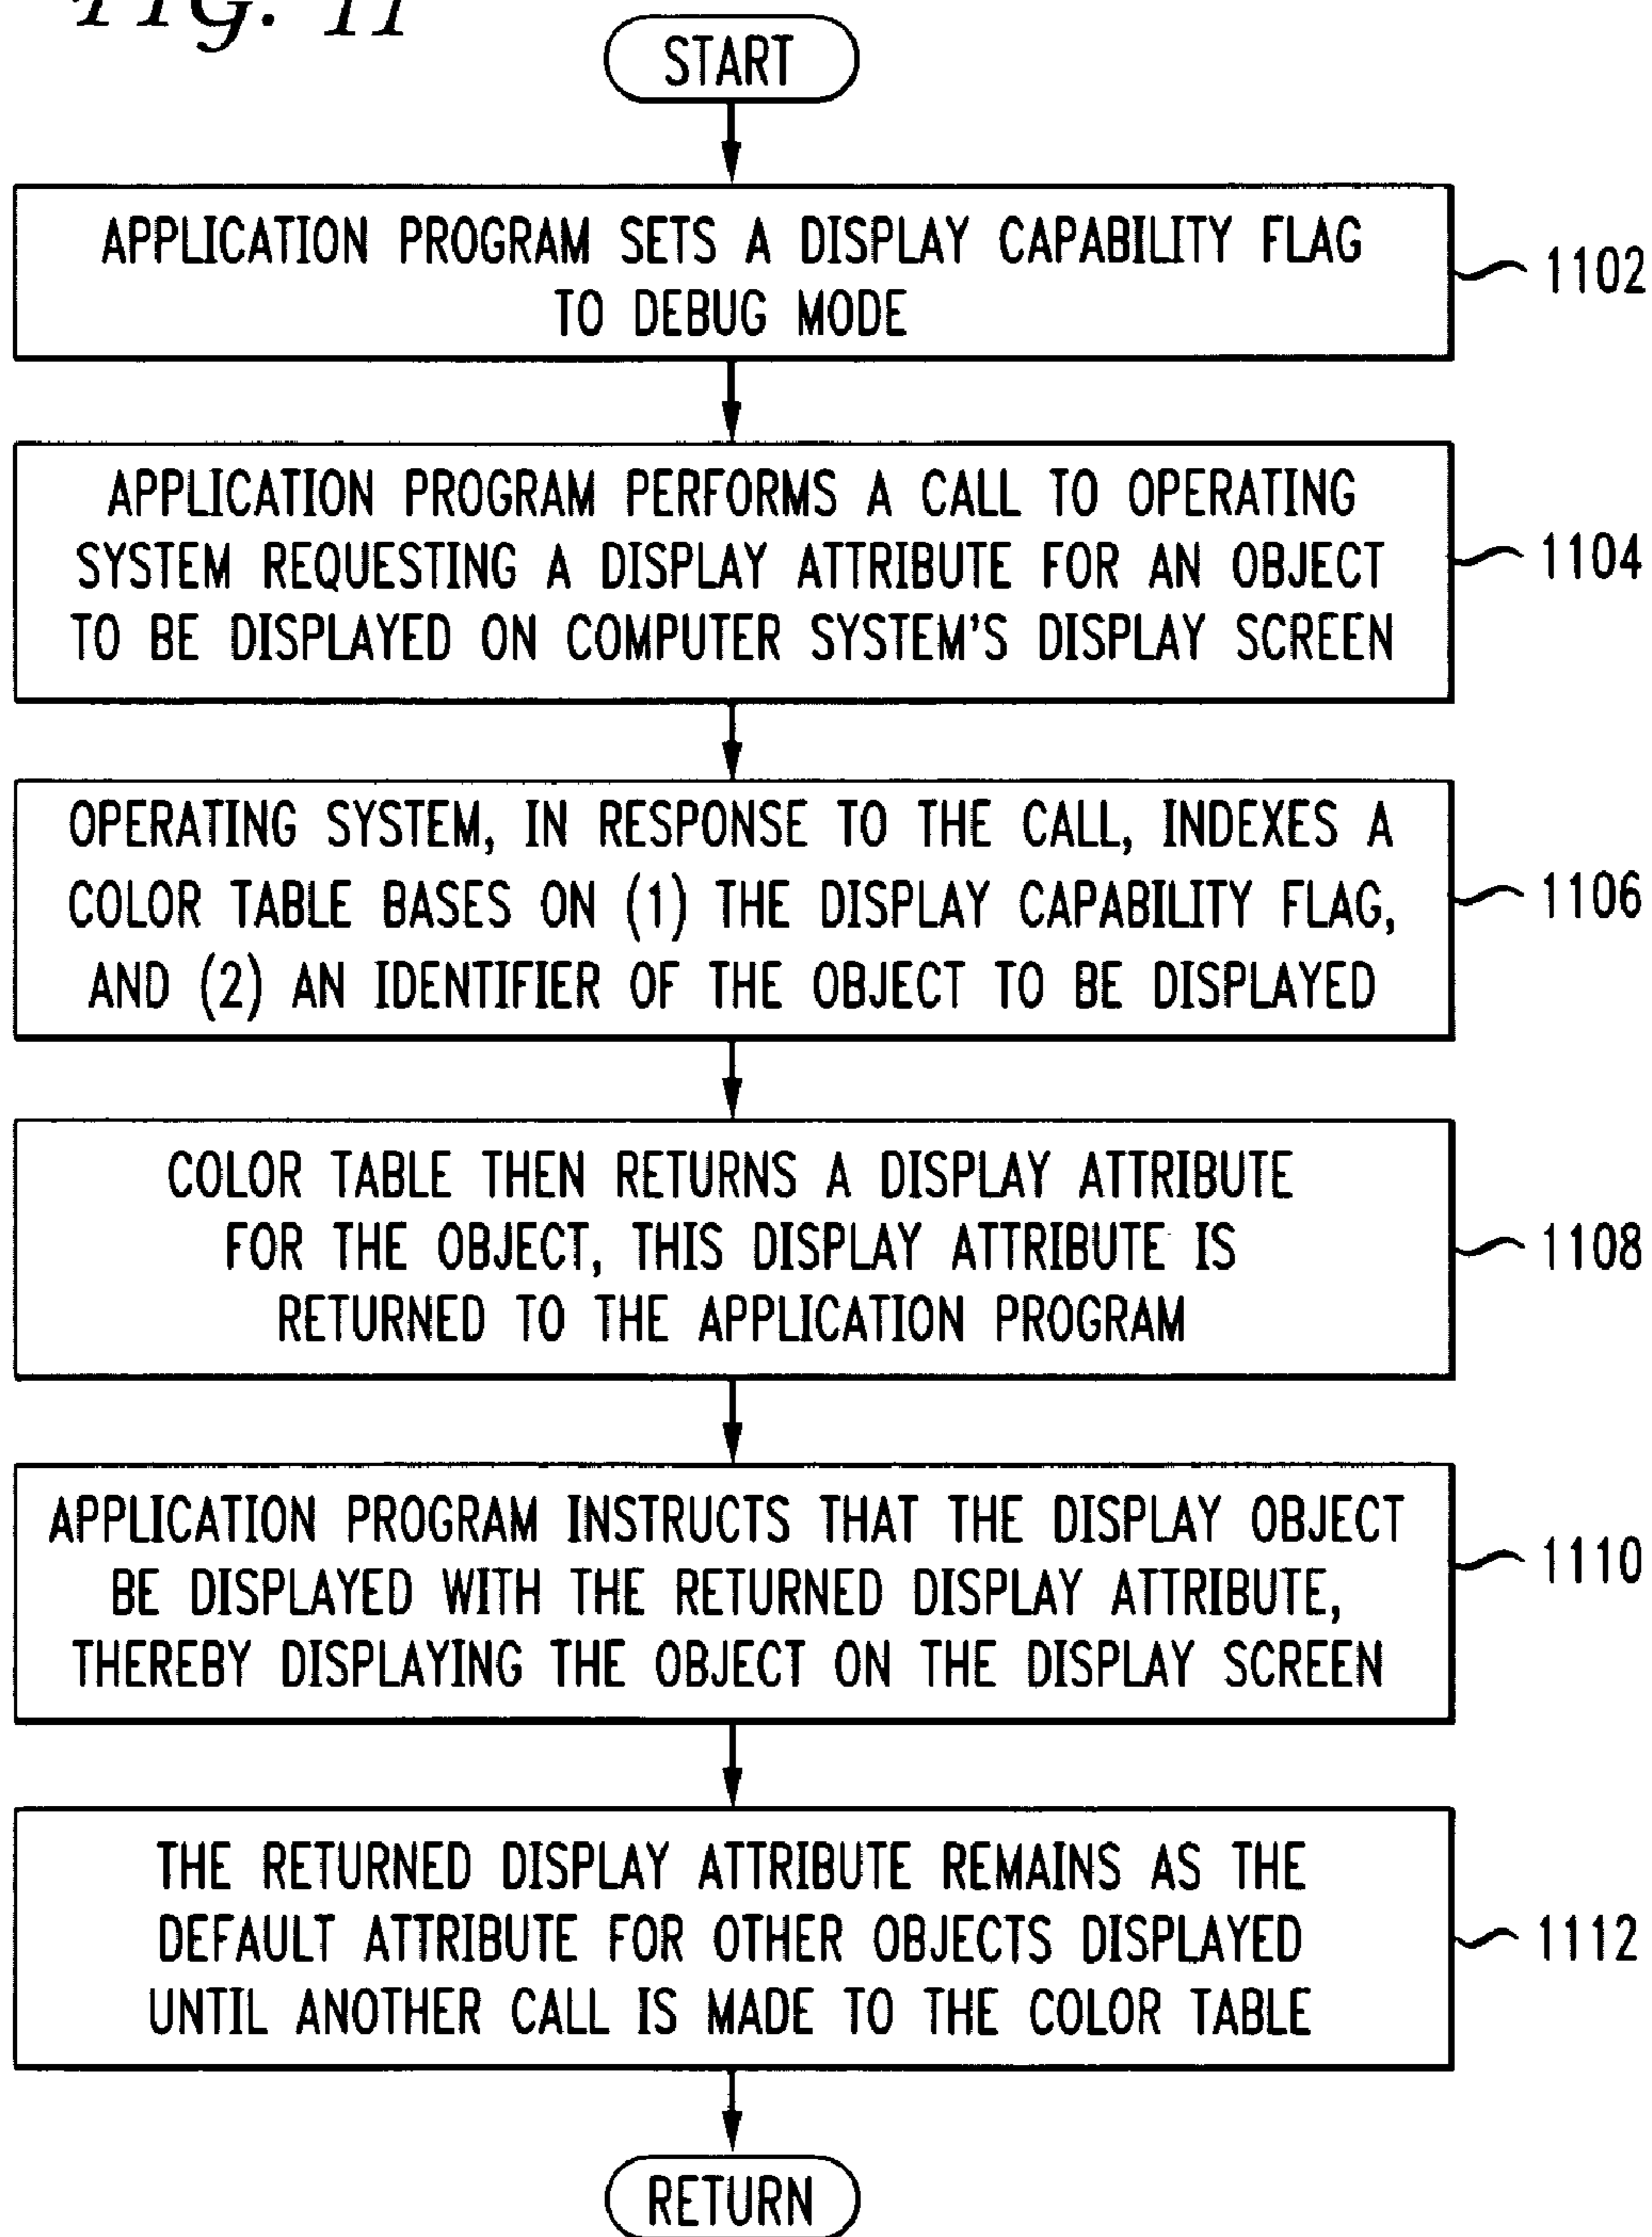 FIG. 11
START
APPLICATION PROGRAM SETS A DISPLAY CAPABILITY FLAG
TO DEBUG MODE
1102
APPLICATION PROGRAM PERFORMS A CALL TO OPERATING
SYSTEM REQUESTING A DISPLAY ATTRIBUTE FOR AN OBJECT
TO BE DISPLAYED ON COMPUTER SYSTEM'S DISPLAY SCREEN
1104
OPERATING SYSTEM, IN RESPONSE TO THE CALL, INDEXES A
COLOR TABLE BASES ON (1) THE DISPLAY CAPABILITY FLAG,
AND (2) AN IDENTIFIER OF THE OBJECT TO BE DISPLAYED
1106
COLOR TABLE THEN RETURNS A DISPLAY ATTRIBUTE
FOR THE OBJECT, THIS DISPLAY ATTRIBUTE IS
RETURNED TO THE APPLICATION PROGRAM
1108
APPLICATION PROGRAM INSTRUCTS THAT THE DISPLAY OBJECT
BE DISPLAYED WITH THE RETURNED DISPLAY ATTRIBUTE,
THEREBY DISPLAYING THE OBJECT ON THE DISPLAY SCREEN
1110
THE RETURNED DISPLAY ATTRIBUTE REMAINS AS THE
DEFAULT ATTRIBUTE FOR OTHER OBJECTS DISPLAYED
UNTIL ANOTHER CALL IS MADE TO THE COLOR TABLE
1112
RETURN